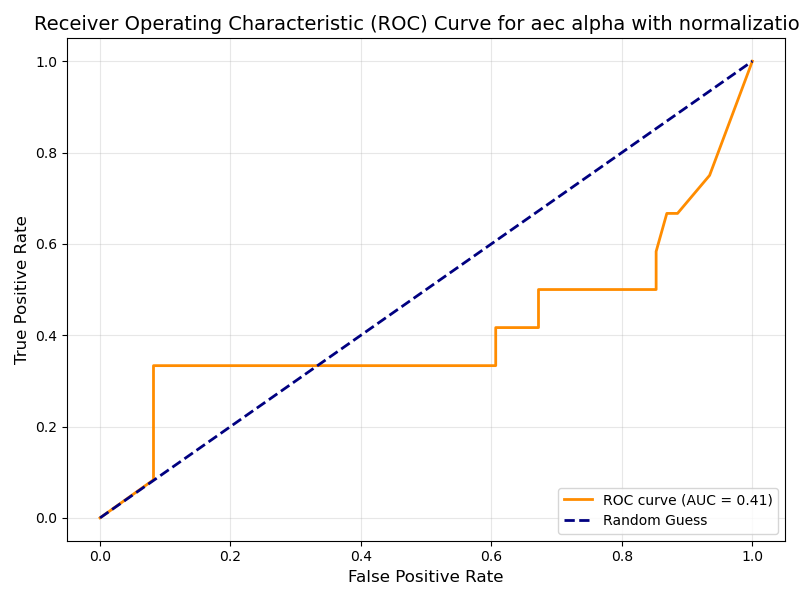 Receiver Operating Characteristic (ROC) Curve for aec alpha with normalizatio
True Positive Rate
1.0
0.8
0.6
0.4
0.2
0.0
0.0 0.2 0.4 0.6 0.8 1.0
False Positive Rate
ROC curve (AUC = 0.41)
Random Guess